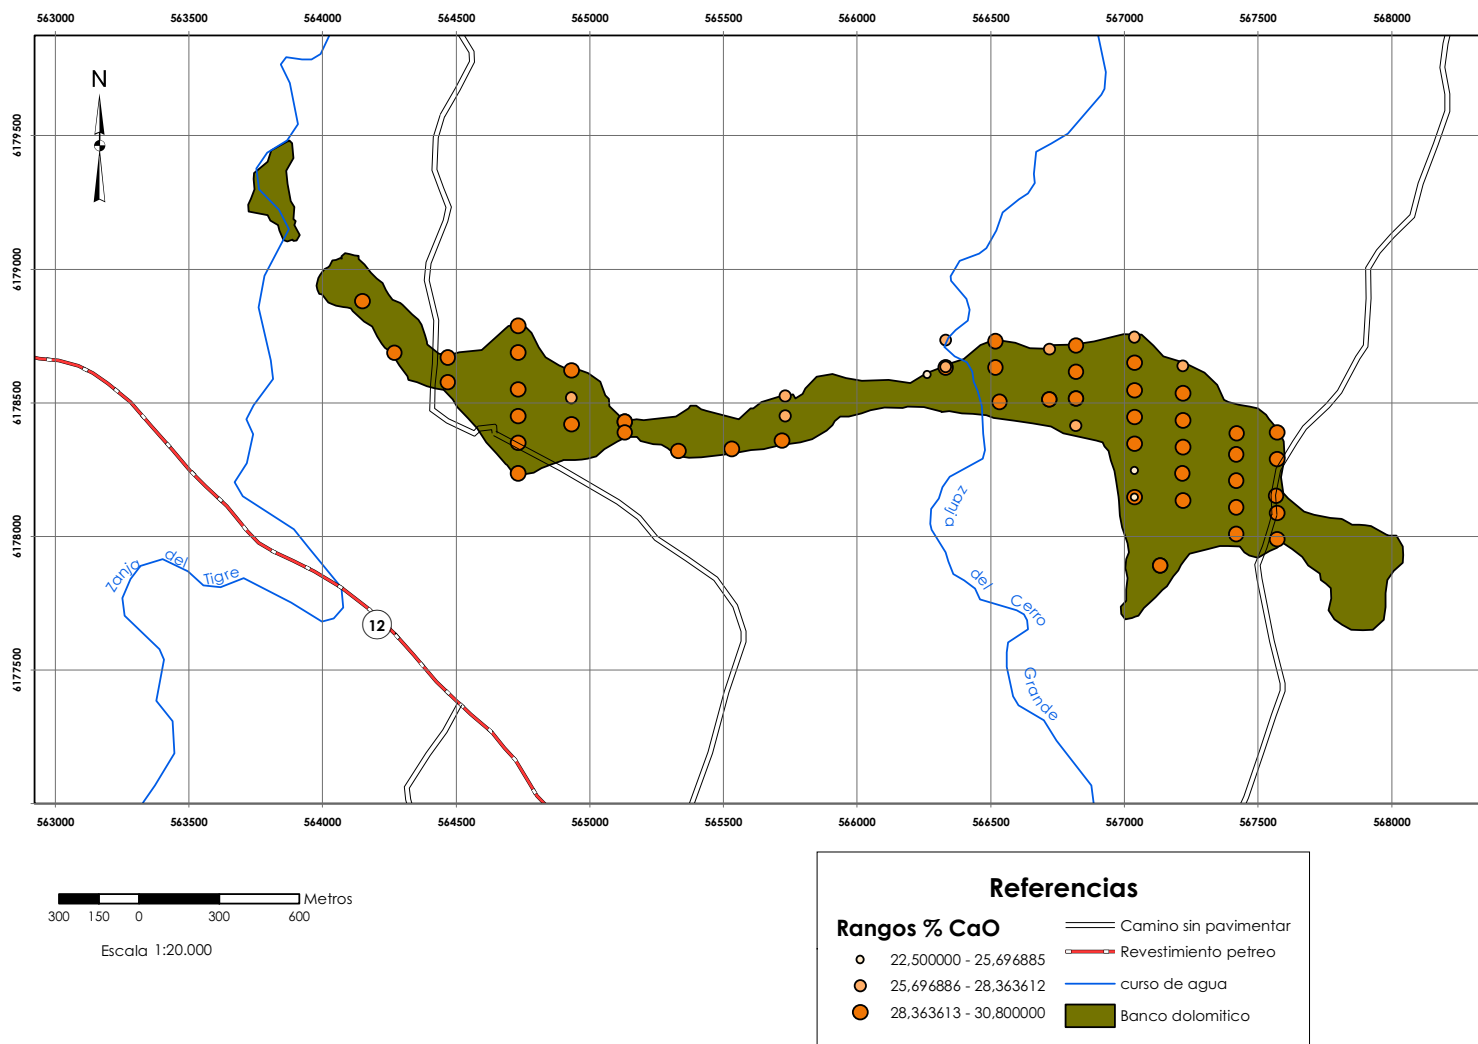 563000 563500 564000 564500 565000 565500 566000 566500 567000 567500 568000
N
6179500
6179000
6178500
6178000
6177500
Zanja del Tigre
12
zanja del Cerro Grande
563000 563500 564000 564500 565000 565500 566000 566500 567000 567500 568000
Metros
300 150 0 300 600
Escala 1:20.000
Referencias
Rangos % CaO
22,500000 - 25,696885
25,696886 - 28,363612
28,363613 - 30,800000
Camino sin pavimentar
Revestimiento petreo
curso de agua
Banco dolomitico